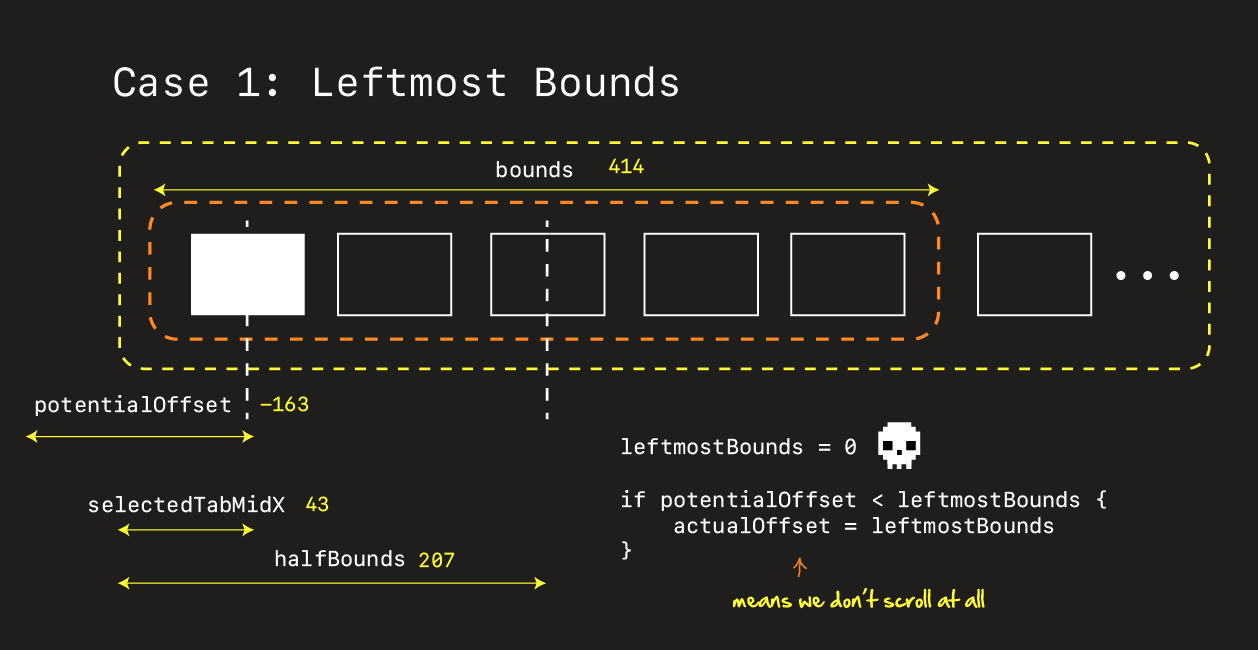 Case 1: Leftmost Bounds
bounds 414
potentialOffset -163
leftmostBounds = 0
if potentialOffset < leftmostBounds {
actualOffset = leftmostBounds
}
selectedTabMidX 43
halfBounds 207
means we don't scroll at all